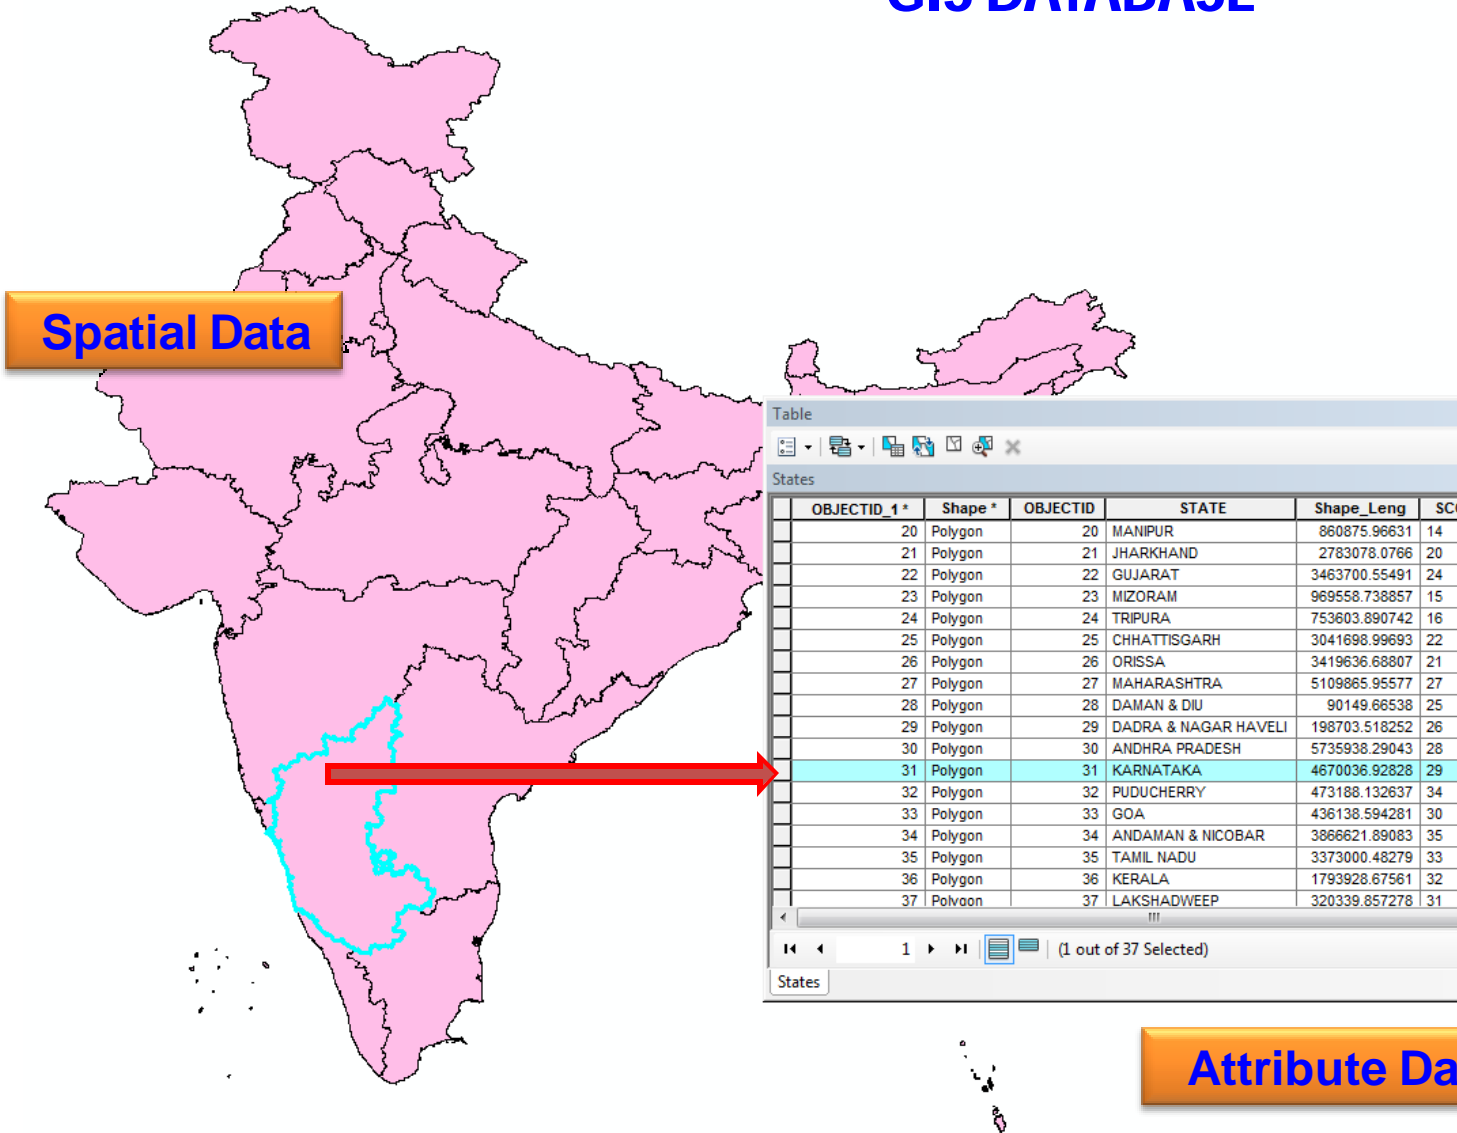 GIS DATABASE
Spatial Data
Table
States
OBJECTID_1 * Shape * OBJECTID STATE Shape_Leng
20 Polygon 20 MANIPUR 860875.96631 14
21 Polygon 21 JHARKHAND 2783078.0766 20
22 Polygon 22 GUJARAT 3463700.55491 24
23 Polygon 23 MIZORAM 969558.738857 15
24 Polygon 24 TRIPURA 753603.890742 16
25 Polygon 25 CHHATTISGARH 3041698.99693 22
26 Polygon 26 ORISSA 3419636.68807 21
27 Polygon 27 MAHARASHTRA 5109865.95577 27
28 Polygon 28 DAMAN & DIU 90149.66538 25
29 Polygon 29 DADRA & NAGAR HAVELI 198703.518252 26
30 Polygon 30 ANDHRA PRADESH 5735938.29043 28
31 Polygon 31 KARNATAKA 4670036.92828 29
32 Polygon 32 PUDUCHERRY 473188.132637 34
33 Polygon 33 GOA 436138.594281 30
34 Polygon 34 ANDAMAN & NICOBAR 3866621.89083 35
35 Polygon 35 TAMIL NADU 3373000.48279 33
36 Polygon 36 KERALA 1793928.67561 32
37 Polygon 37 LAKSHADWEEP 320339.857278 31
1 (1 out of 37 Selected)
States
Attribute Da